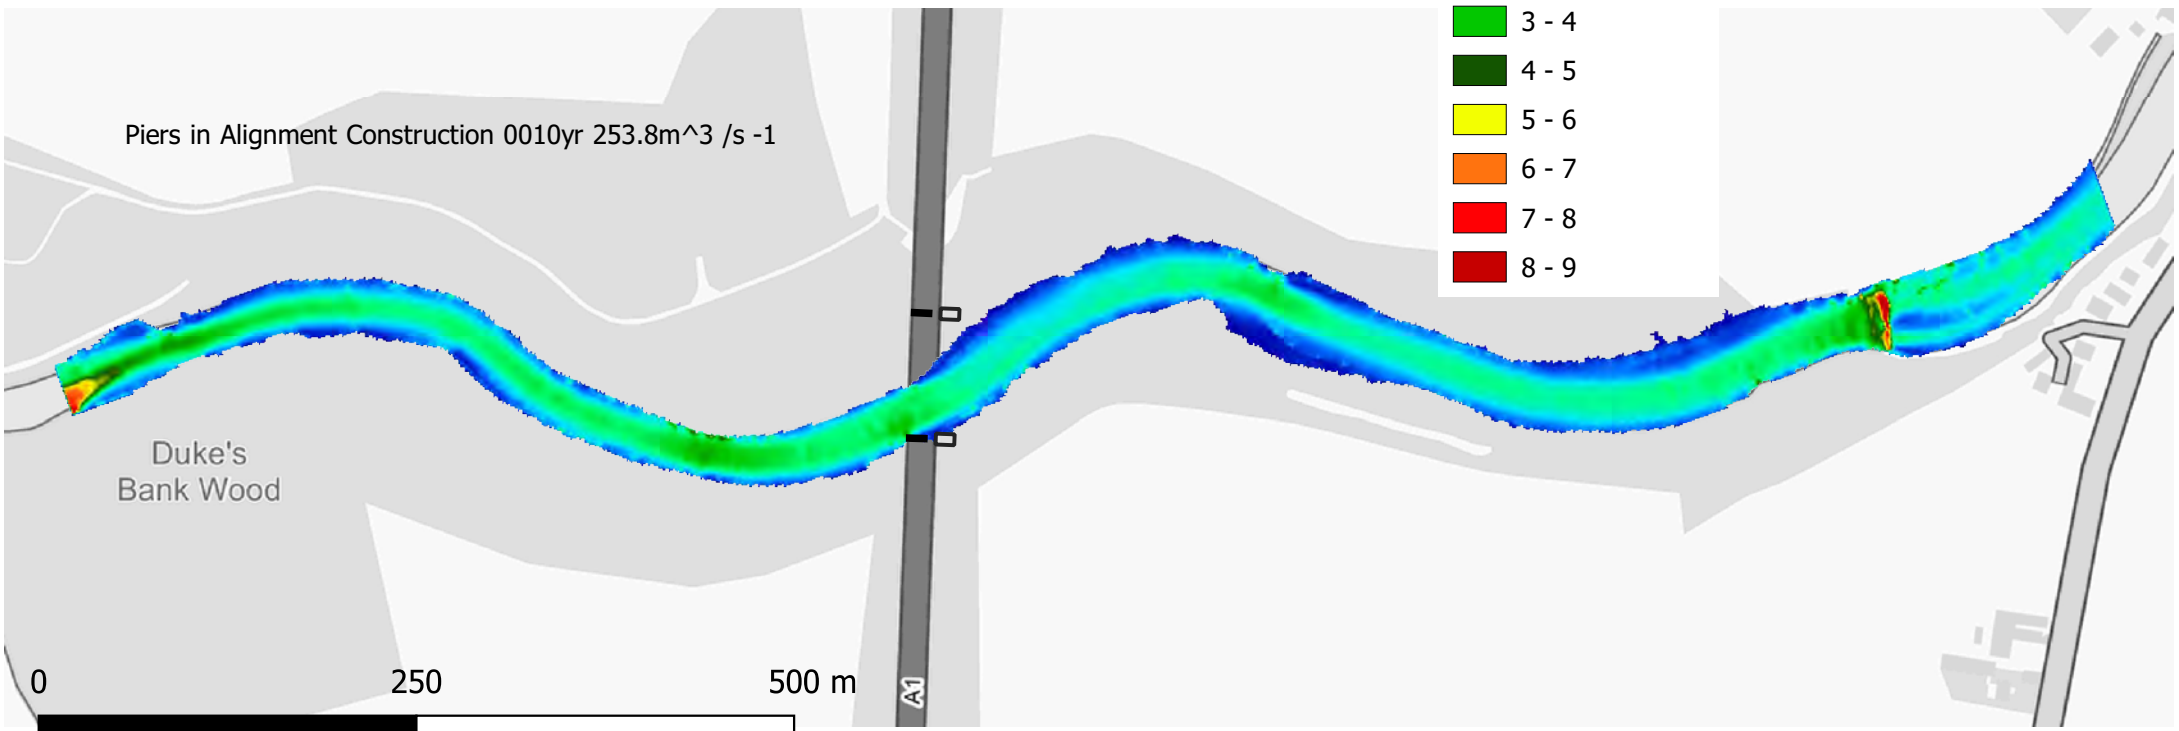 3 - 4
4 - 5
5 - 6
6 - 7
7 - 8
8 - 9
Piers in Alignment Construction 0010yr 253.8m^3 /s -1
Duke's
Bank Wood
0 250 500 m
A1